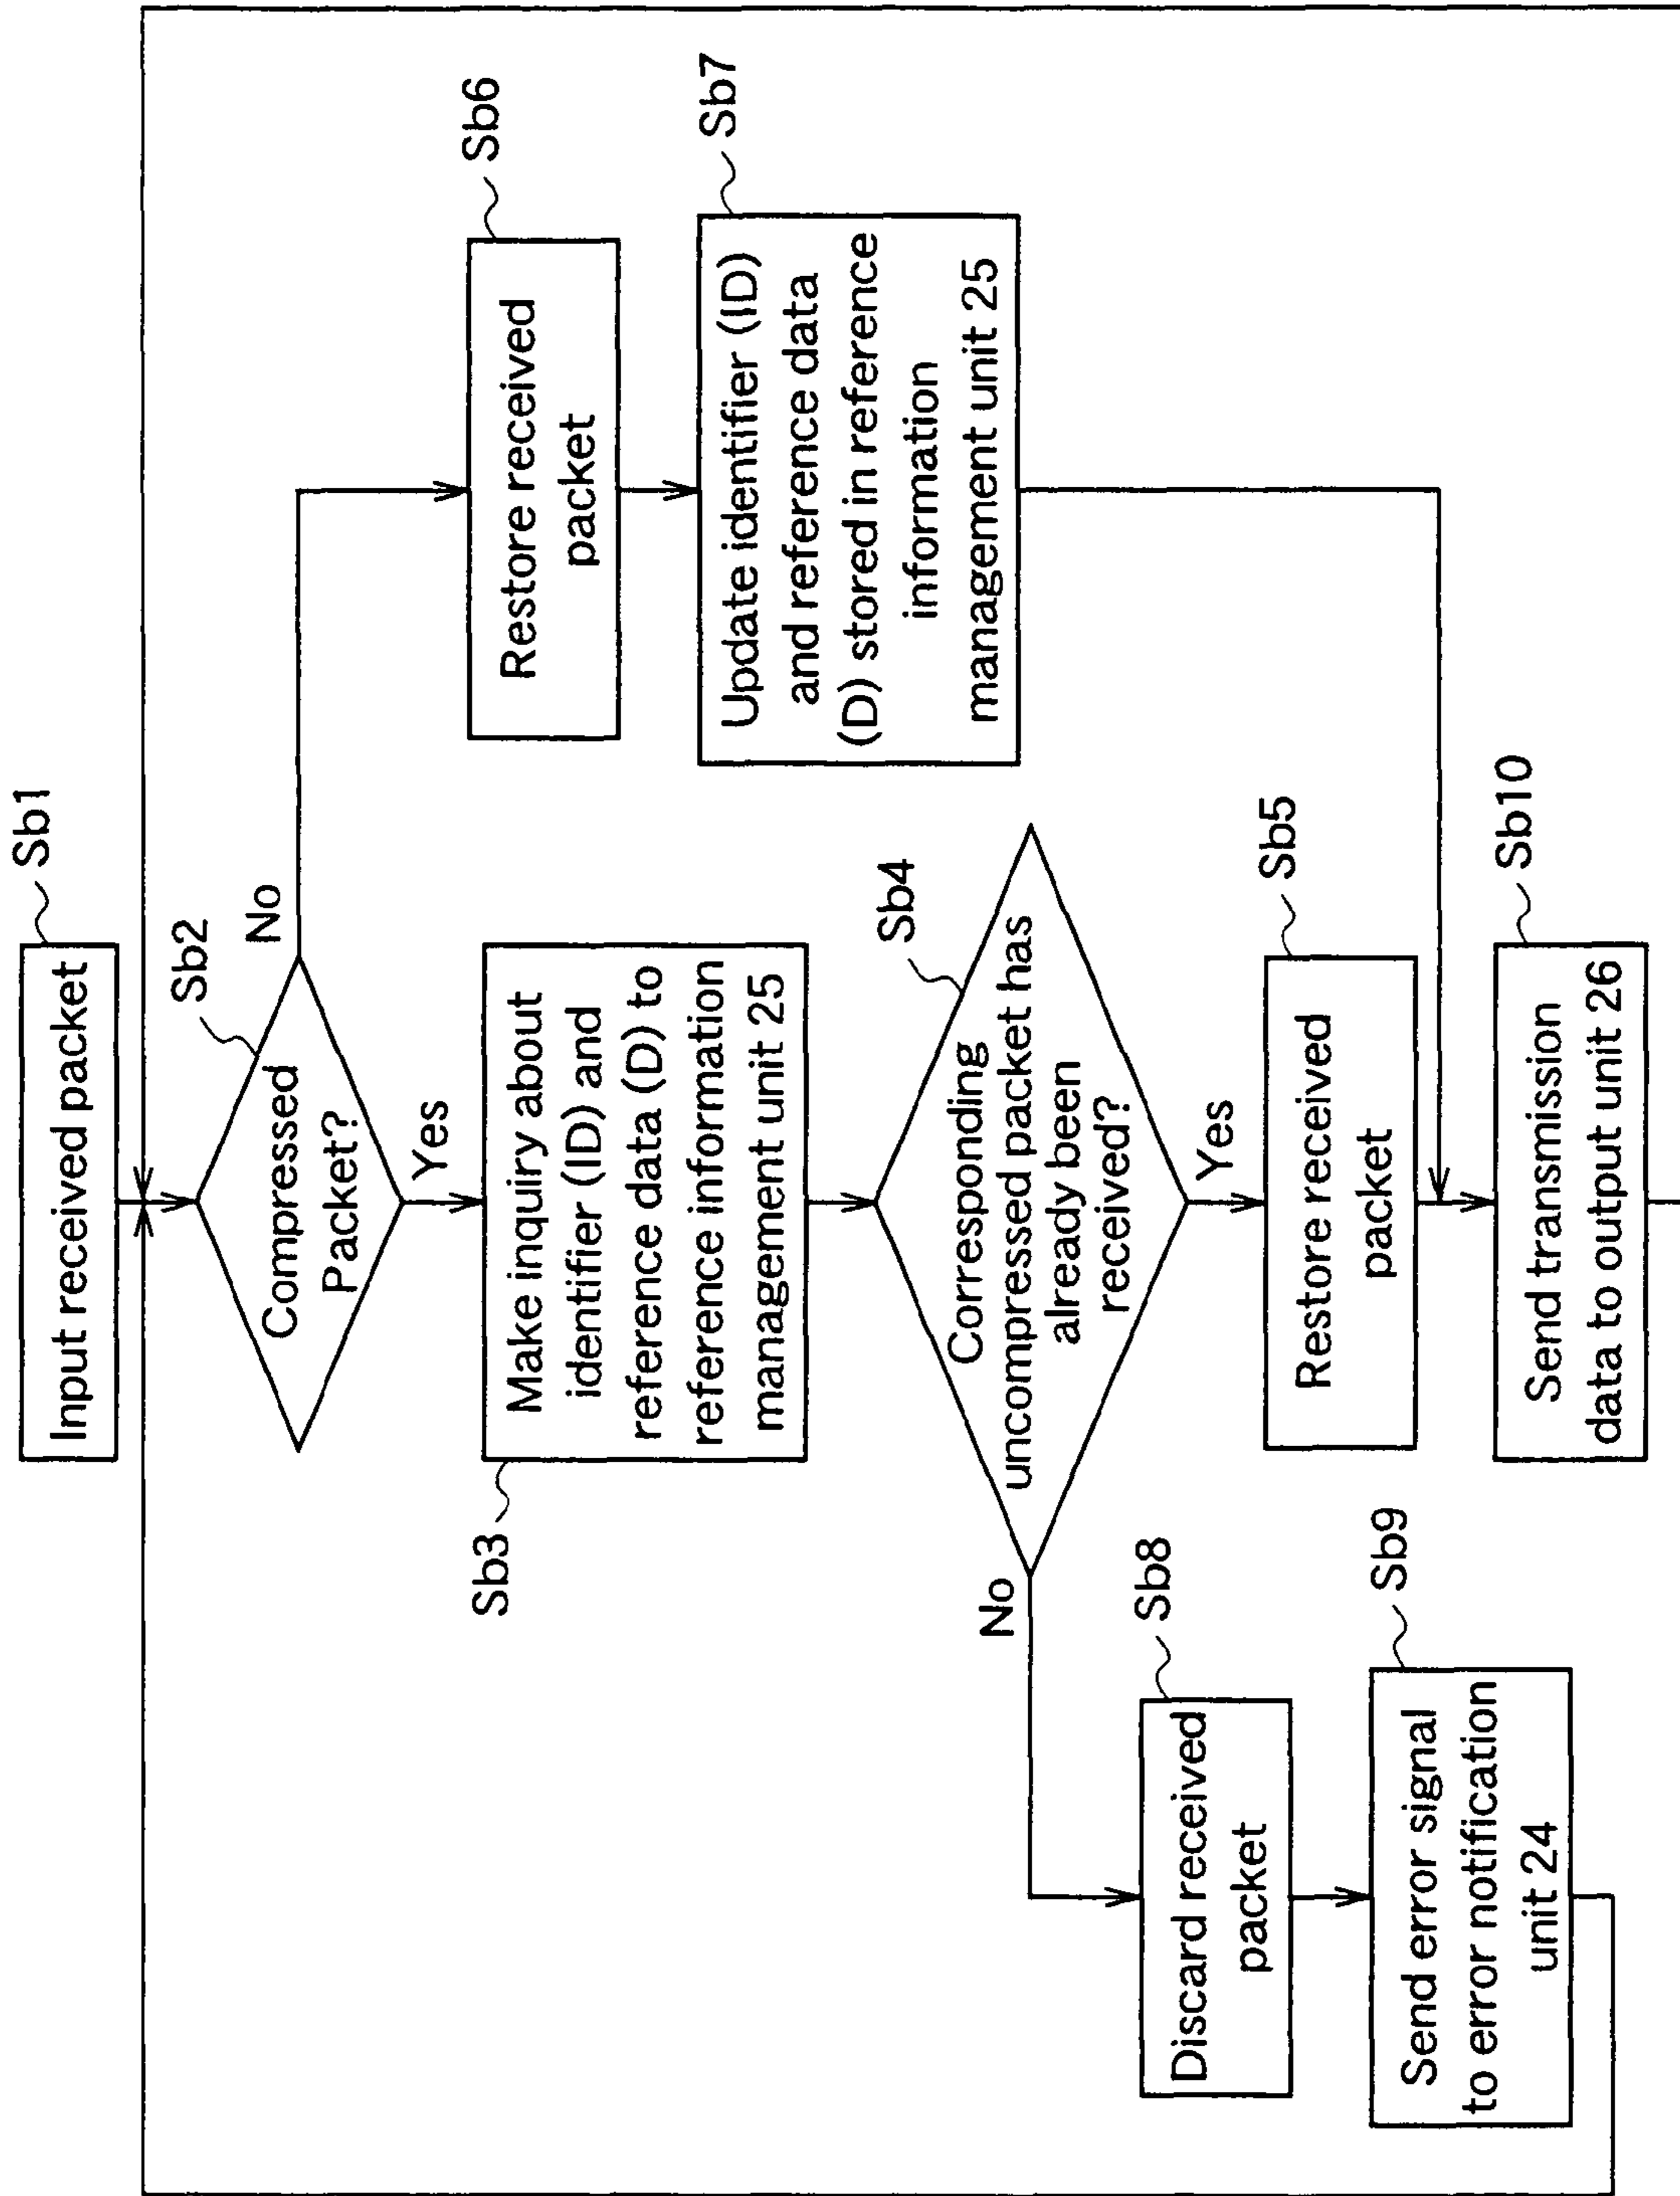 Sb1
Input received packet
Sb2
Compressed
Packet?
No
Yes
Sb3
Make inquiry about
identifier (ID) and
reference data (D) to
reference information
management unit 25
Sb6
Restore received
packet
Sb7
Update identifier (ID)
and reference data
(D) stored in reference
information
management unit 25
Sb4
Corresponding
uncompressed packet has
already been
received?
No
Yes
Sb8
Discard received
packet
Sb9
Send error signal
to error notification
unit 24
Sb5
Restore received
packet
Sb10
Send transmission
data to output unit 26